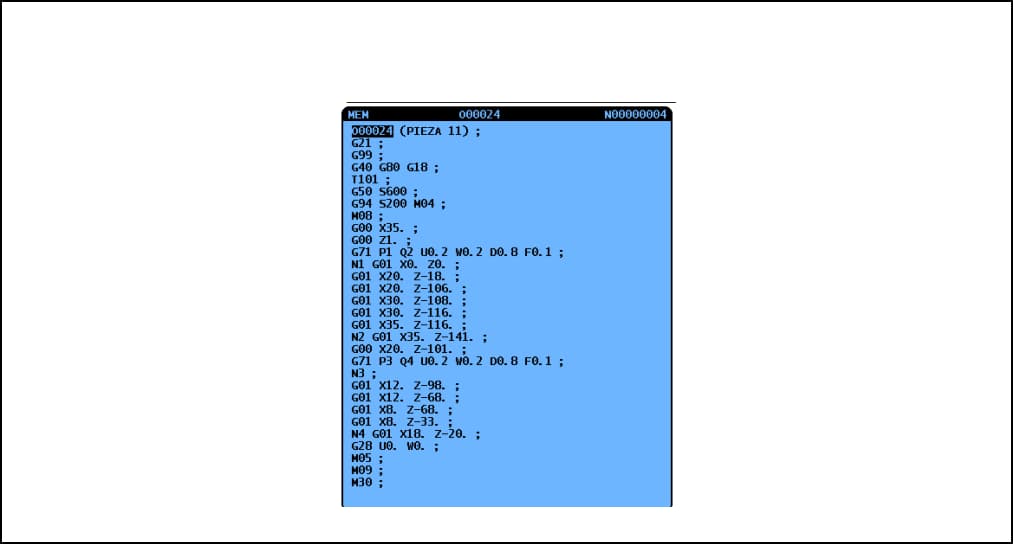 MEM O00024 N00000004
O00024 (PIEZA 11) ;
G21 ;
G99 ;
G40 G80 G18 ;
T101 ;
G50 S600 ;
G94 S200 M04 ;
M08 ;
G00 X35. ;
G00 Z1. ;
G71 P1 Q2 U0.2 W0.2 D0.8 F0.1 ;
N1 G01 X0. Z0. ;
G01 X20. Z-18. ;
G01 X20. Z-106. ;
G01 X30. Z-108. ;
G01 X30. Z-116. ;
G01 X35. Z-116. ;
N2 G01 X35. Z-141. ;
G00 X20. Z-101. ;
G71 P3 Q4 U0.2 W0.2 D0.8 F0.1 ;
N3 ;
G01 X12. Z-98. ;
G01 X12. Z-68. ;
G01 X8. Z-68. ;
G01 X8. Z-33. ;
N4 G01 X18. Z-20. ;
G28 U0. W0. ;
M05 ;
M09 ;
M30 ;